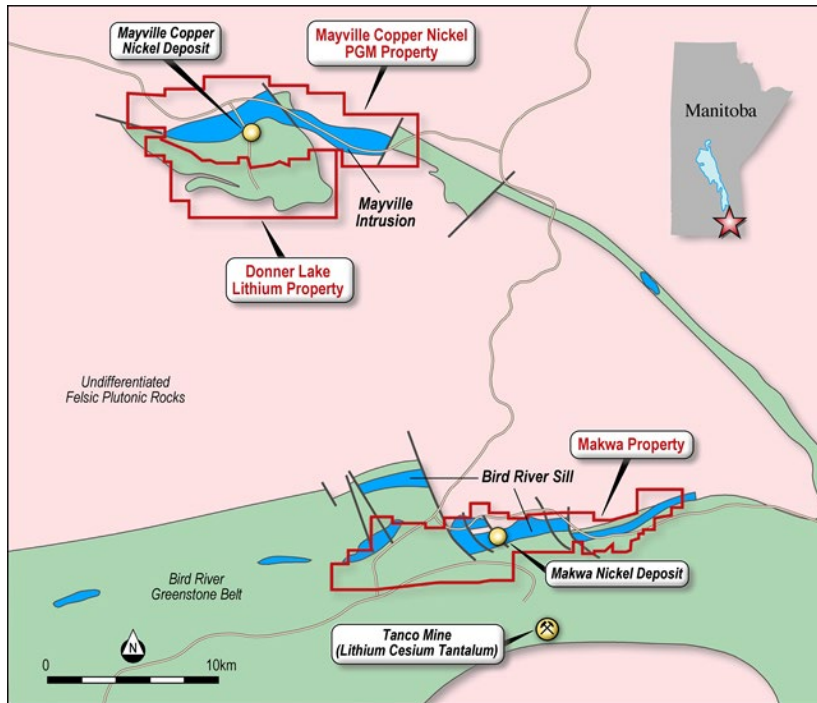 Mayville Copper
Nickel Deposit
Mayville Copper Nickel
PGM Property
Manitoba
Mayville
Intrusion
Donner Lake
Lithium Property
Undifferentiated
Felsic Plutonic Rocks
Makwa Property
Bird River Sill
Bird River
Greenstone Belt
Makwa Nickel Deposit
Tanco Mine
(Lithium Cesium Tantalum)
N
0
10km